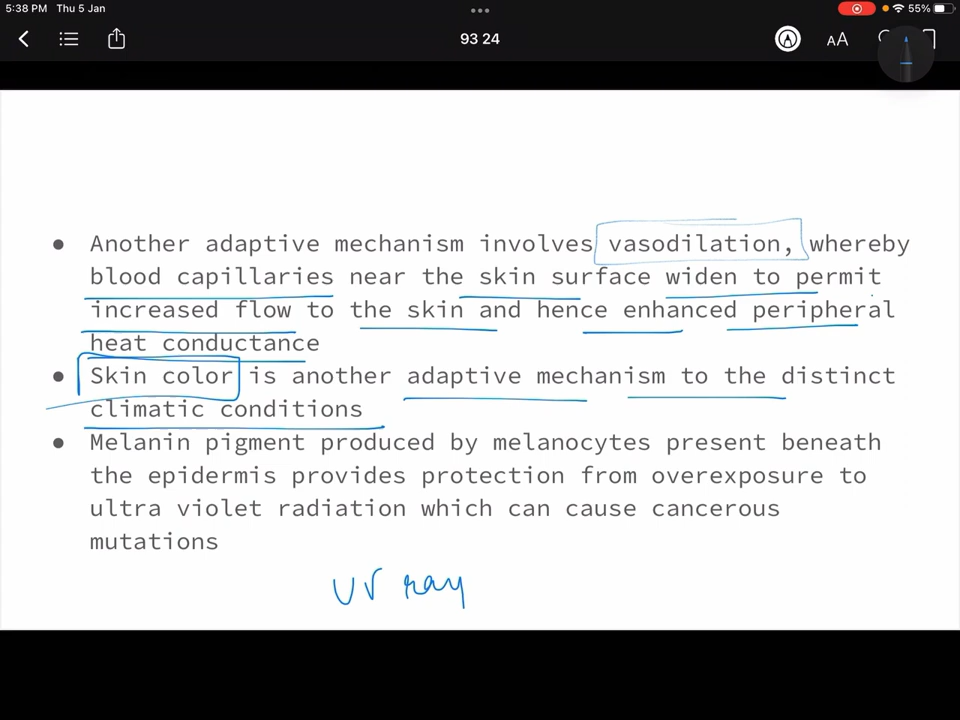 5:38 PM Thu 5 Jan
55%
93 24
AA
● Another adaptive mechanism involves vasodilation, whereby
blood capillaries near the skin surface widen to permit
increased flow to the skin and hence enhanced peripheral
heat conductance
● Skin color is another adaptive mechanism to the distinct
climatic conditions
● Melanin pigment produced by melanocytes present beneath
the epidermis provides protection from overexposure to
ultra violet radiation which can cause cancerous
mutations
UV ray